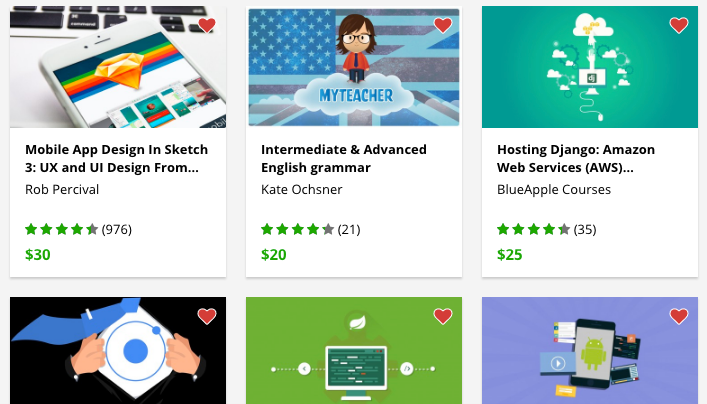 MYTEACHER
dj
Mobile App Design In Sketch
3: UX and UI Design From...
Rob Percival
(976)
$30
Intermediate & Advanced
English grammar
Kate Ochsner
(21)
$20
Hosting Django: Amazon
Web Services (AWS)...
BlueApple Courses
(35)
$25